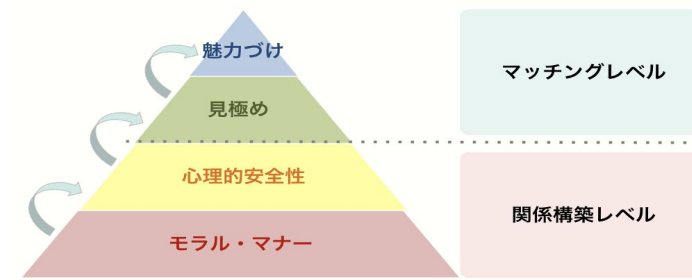 魅力づけ
見極め
心理的安全性
モラル・マナー
マッチングレベル
関係構築レベル